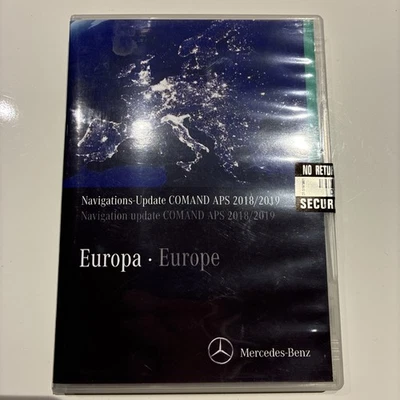 Navigations-Update COMAND APS 2018/2019
Navigation update COMAND APS 2018/2019
Europa · Europe
Mercedes-Benz
NO RETU
SECUR